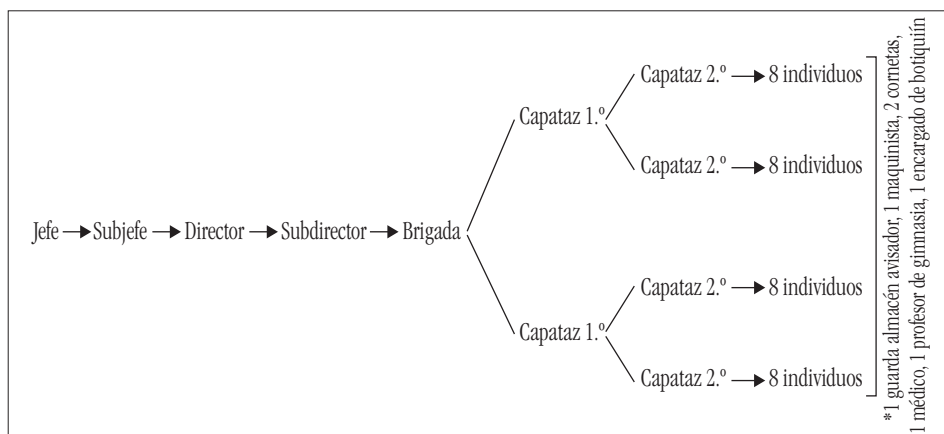 Capataz 2.º 8 individuos
Capataz 1.º
Capataz 2.º 8 individuos
Jefe Subjefe Director Subdirector Brigada
Capataz 2.º 8 individuos
Capataz 1.º
Capataz 2.º 8 individuos
*1 guarda almacén avisador, 1 maquinista, 2 cornetas,
1 médico, 1 profesor de gimnasia, 1 encargado de botiquiín